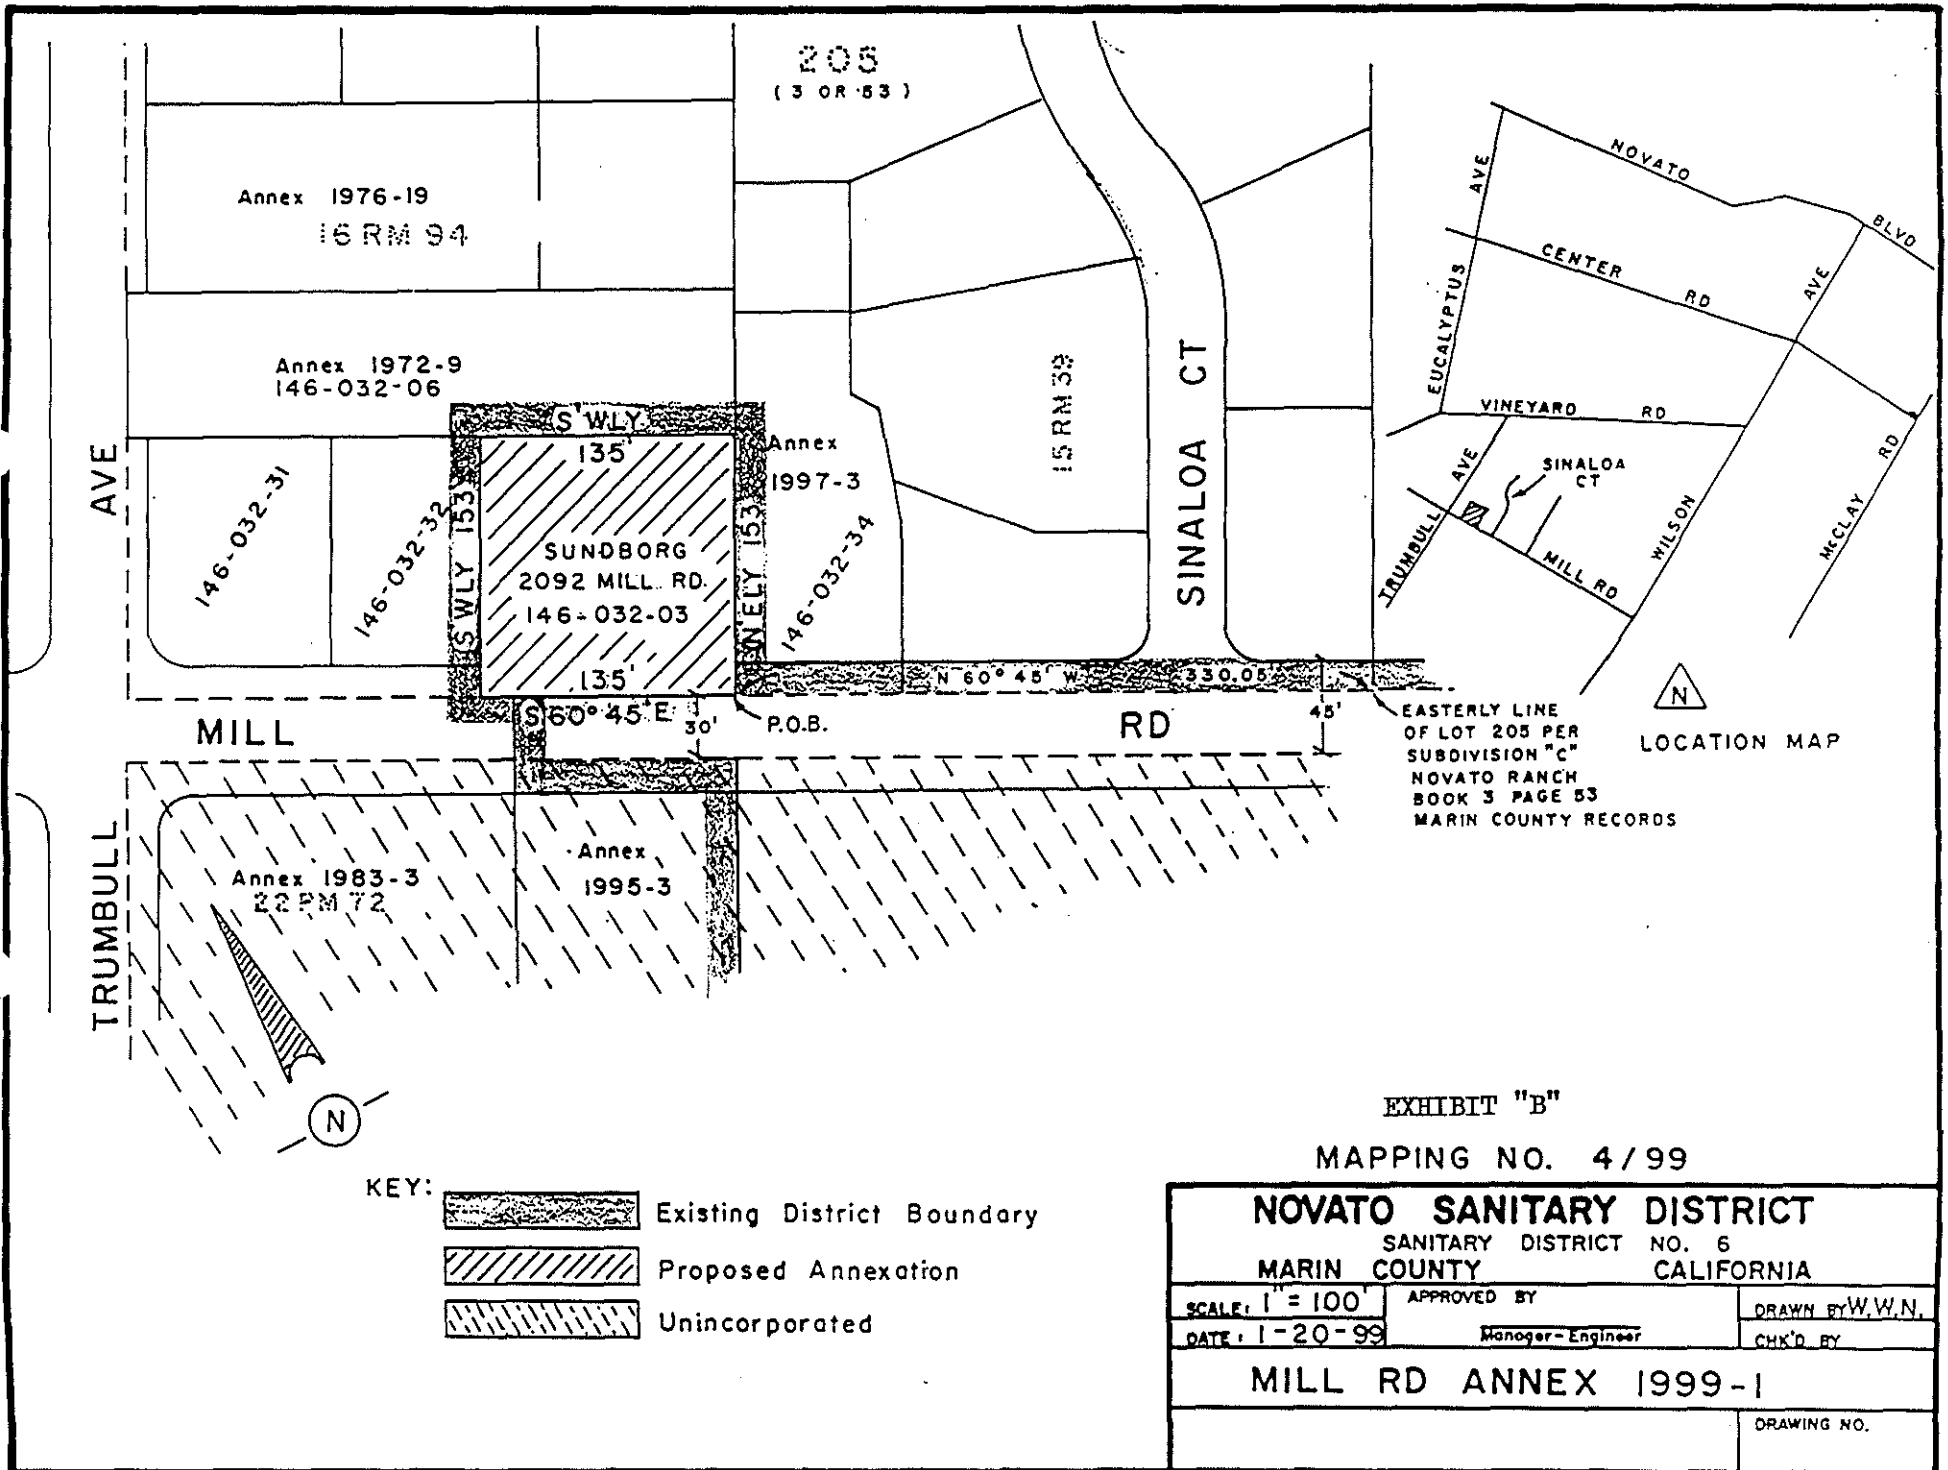 205
( 3 OR 53 )
Annex 1976-19
16 RM 94
Annex 1972-9
146-032-06
S'WLY
135'
Annex
1997-3
AVE
146-032-31
146-032-32
S'WLY 153'
SUNDBORG
2092 MILL RD.
146-032-03
135'
N'ELY 153'
146-032-34
15 RM 39
SINALOA CT
N 60° 45' W 330.05'
S 60° 45' E
30'
P.O.B.
45'
MILL
RD
EASTERLY LINE
OF LOT 205 PER
SUBDIVISION "C"
NOVATO RANCH
BOOK 3 PAGE 53
MARIN COUNTY RECORDS
NOVATO
BLVD
AVE
EUCALYPTUS
CENTER
RD
AVE
VINEYARD RD
AVE
TRUMBULL
SINALOA
CT
MILL RD
WILSON
McCLAY
RD
N
LOCATION MAP
TRUMBULL
Annex 1983-3
22 PM 72
Annex
1995-3
N
KEY:
Existing District Boundary
Proposed Annexation
Unincorporated
EXHIBIT "B"
MAPPING NO. 4/99
NOVATO SANITARY DISTRICT
SANITARY DISTRICT NO. 6
MARIN COUNTY CALIFORNIA
SCALE: 1" = 100'
APPROVED BY
DRAWN BY W.W.N.
DATE: 1-20-99
Manager-Engineer
CHK'D BY
MILL RD ANNEX 1999-1
DRAWING NO.